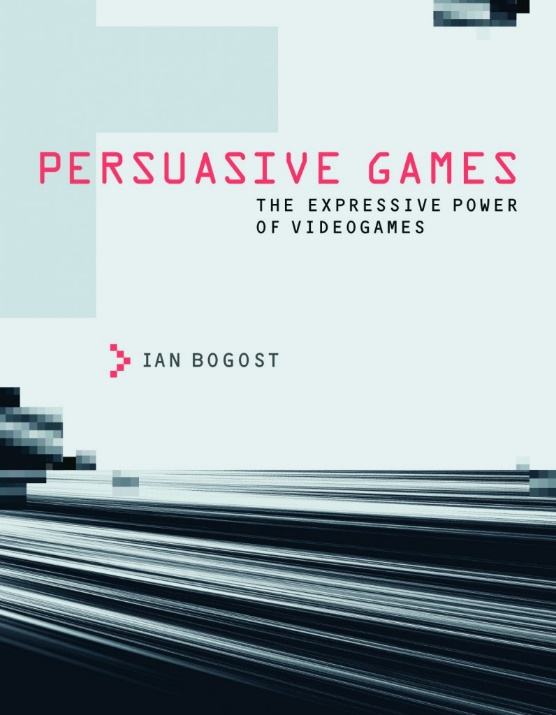 PERSUASIVE GAMES
THE EXPRESSIVE POWER
OF VIDEOGAMES
IAN BOGOST